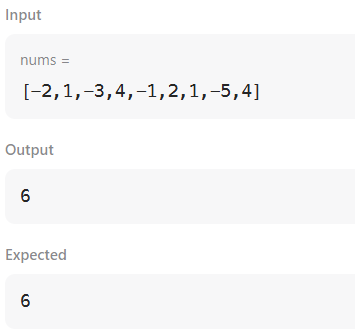 Input
nums =
[-2,1,-3,4,-1,2,1,-5,4]
Output
6
Expected
6